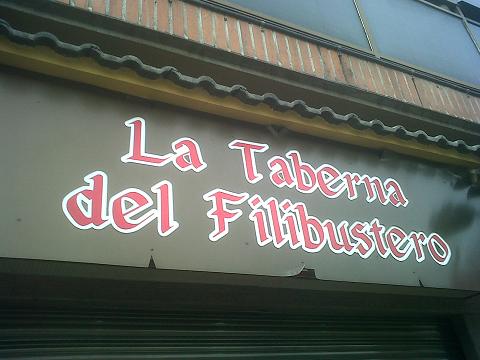 La Taberna
del Filibustero